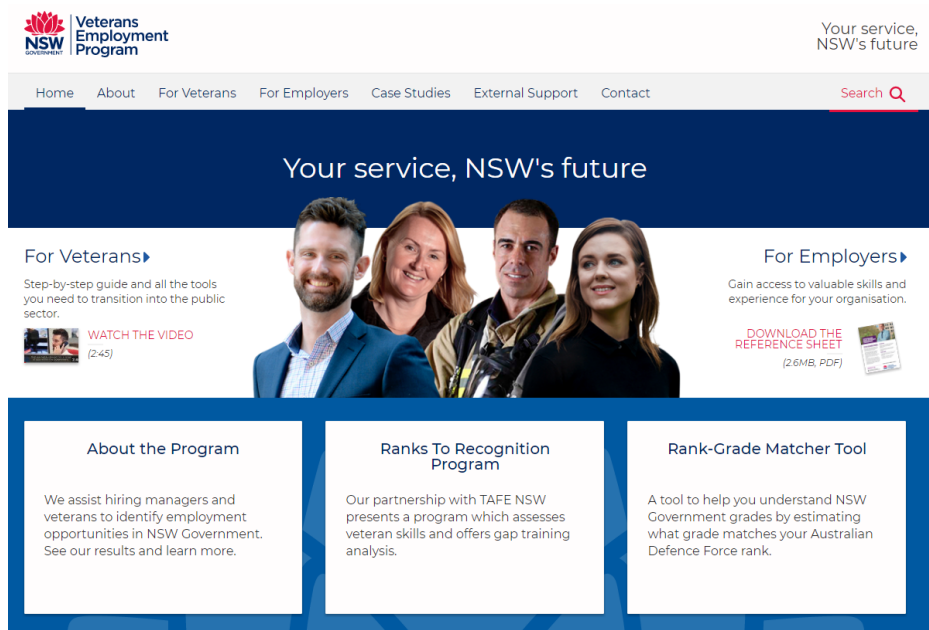 Veterans
Employment
Program
NSW
GOVERNMENT
Your service,
NSW's future
Home About For Veterans For Employers Case Studies External Support Contact Search
Your service, NSW's future
For Veterans
Step-by-step guide and all the tools
you need to transition into the public
sector.
WATCH THE VIDEO
(2:45)
For Employers
Gain access to valuable skills and
experience for your organisation.
DOWNLOAD THE
REFERENCE SHEET
(2.6MB, PDF)
About the Program
We assist hiring managers and
veterans to identify employment
opportunities in NSW Government.
See our results and learn more.
Ranks To Recognition
Program
Our partnership with TAFE NSW
presents a program which assesses
veteran skills and offers gap training
analysis.
Rank-Grade Matcher Tool
A tool to help you understand NSW
Government grades by estimating
what grade matches your Australian
Defence Force rank.